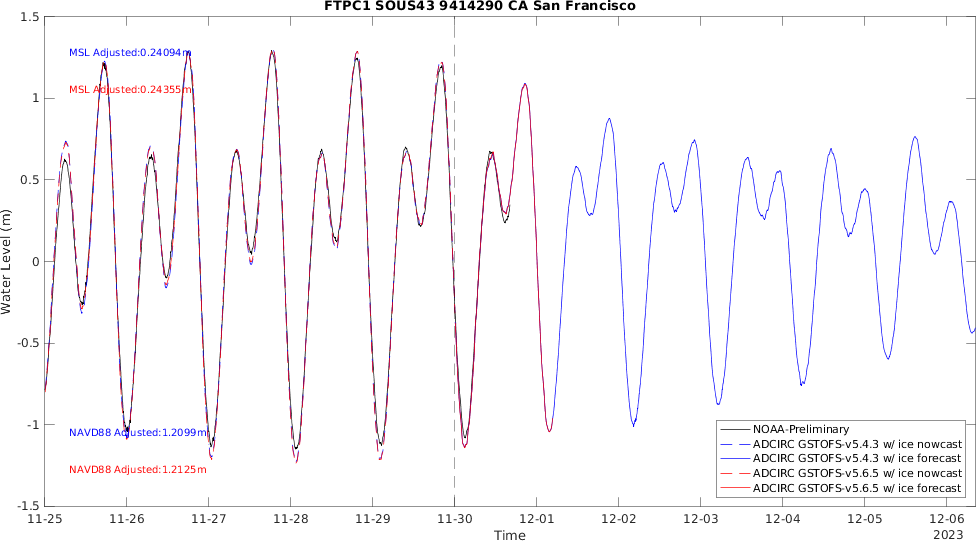 FTPC1 SOUS43 9414290 CA San Francisco
1.5
1
0.5
0
-0.5
-1
-1.5
Water Level (m)
MSL Adjusted:0.24094m
MSL Adjusted:0.24355m
NAVD88 Adjusted:1.2099m
NAVD88 Adjusted:1.2125m
NOAA-Preliminary
ADCIRC GSTOFS-v5.4.3 w/ ice nowcast
ADCIRC GSTOFS-v5.4.3 w/ ice forecast
ADCIRC GSTOFS-v5.6.5 w/ ice nowcast
ADCIRC GSTOFS-v5.6.5 w/ ice forecast
11-25 11-26 11-27 11-28 11-29 11-30 12-01 12-02 12-03 12-04 12-05 12-06
Time
2023